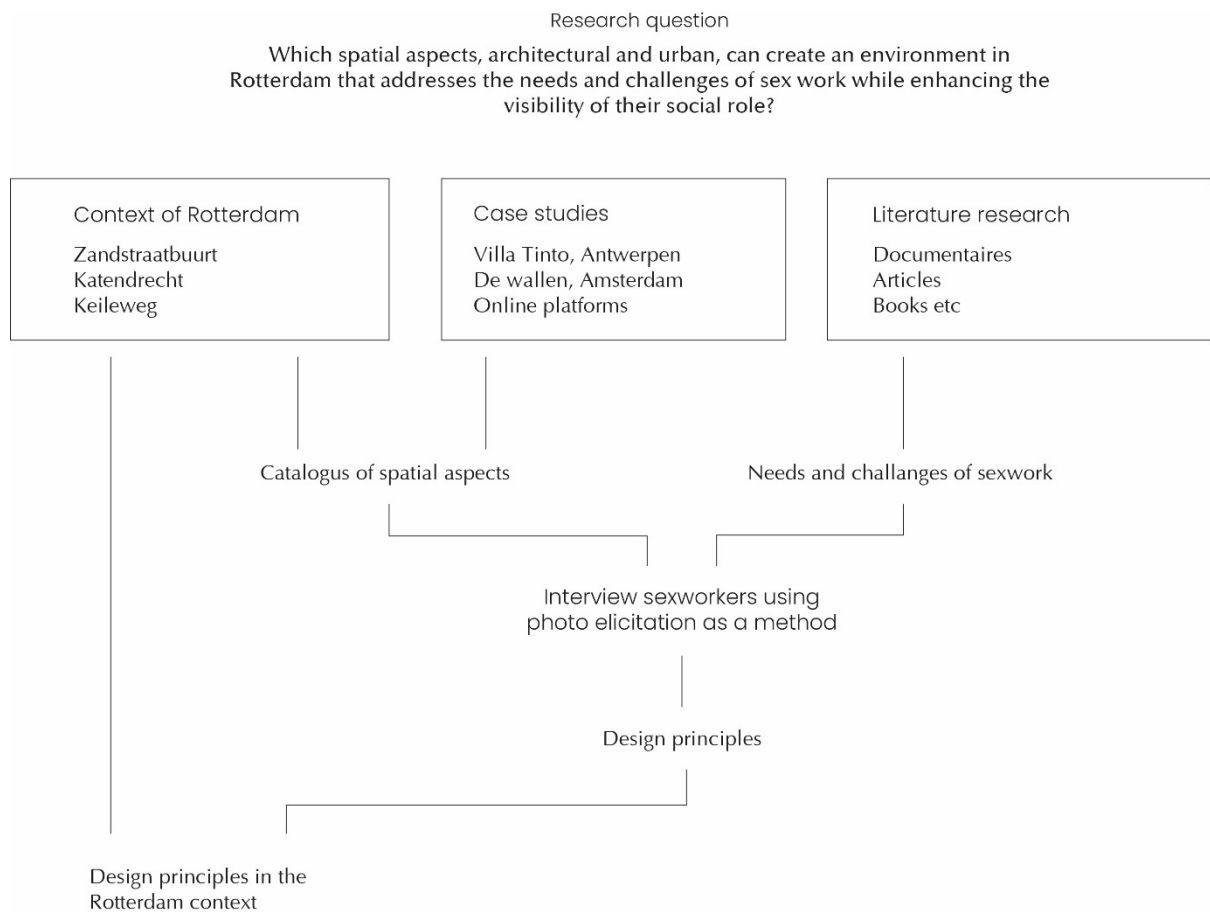 Research question
Which spatial aspects, architectural and urban, can create an environment in
Rotterdam that addresses the needs and challenges of sex work while enhancing the
visibility of their social role?
Context of Rotterdam
Zandstraatbuurt
Katendrecht
Keileweg
Case studies
Villa Tinto, Antwerpen
De wallen, Amsterdam
Online platforms
Literature research
Documentaires
Articles
Books etc
Catalogus of spatial aspects
Needs and challanges of sexwork
Interview sexworkers using
photo elicitation as a method
Design principles
Design principles in the
Rotterdam context